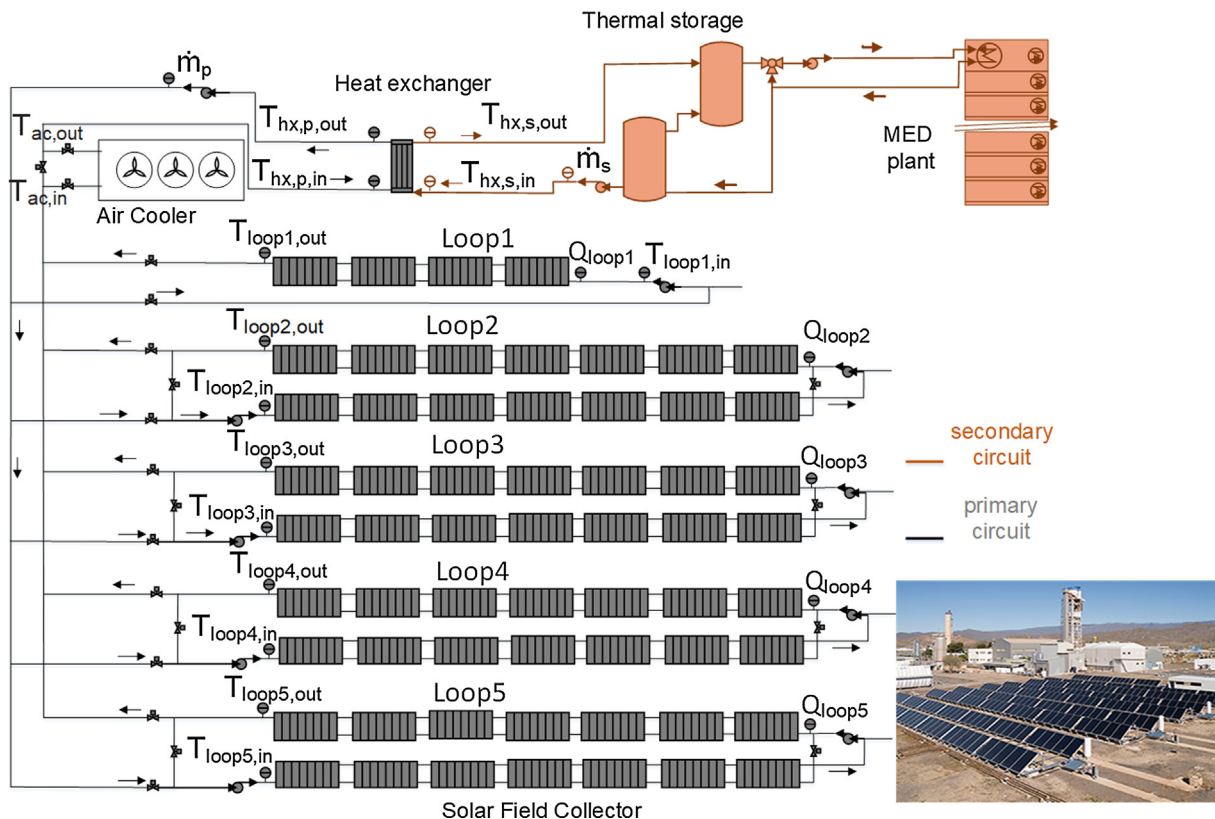 Thermal storage
ṁp
Heat exchanger
Thx,p,out
Thx,s,out
Tac,out
MED
plant
ṁs
Thx,p,in
Thx,s,in
Tac,in
Air Cooler
Tloop1,out
Loop1
Qloop1
Tloop1,in
Tloop2,out
Loop2
Qloop2
Tloop2,in
Tloop3,out
Loop3
Qloop3
secondary
circuit
Tloop3,in
primary
circuit
Tloop4,out
Loop4
Qloop4
Tloop4,in
Tloop5,out
Loop5
Qloop5
Tloop5,in
Solar Field Collector